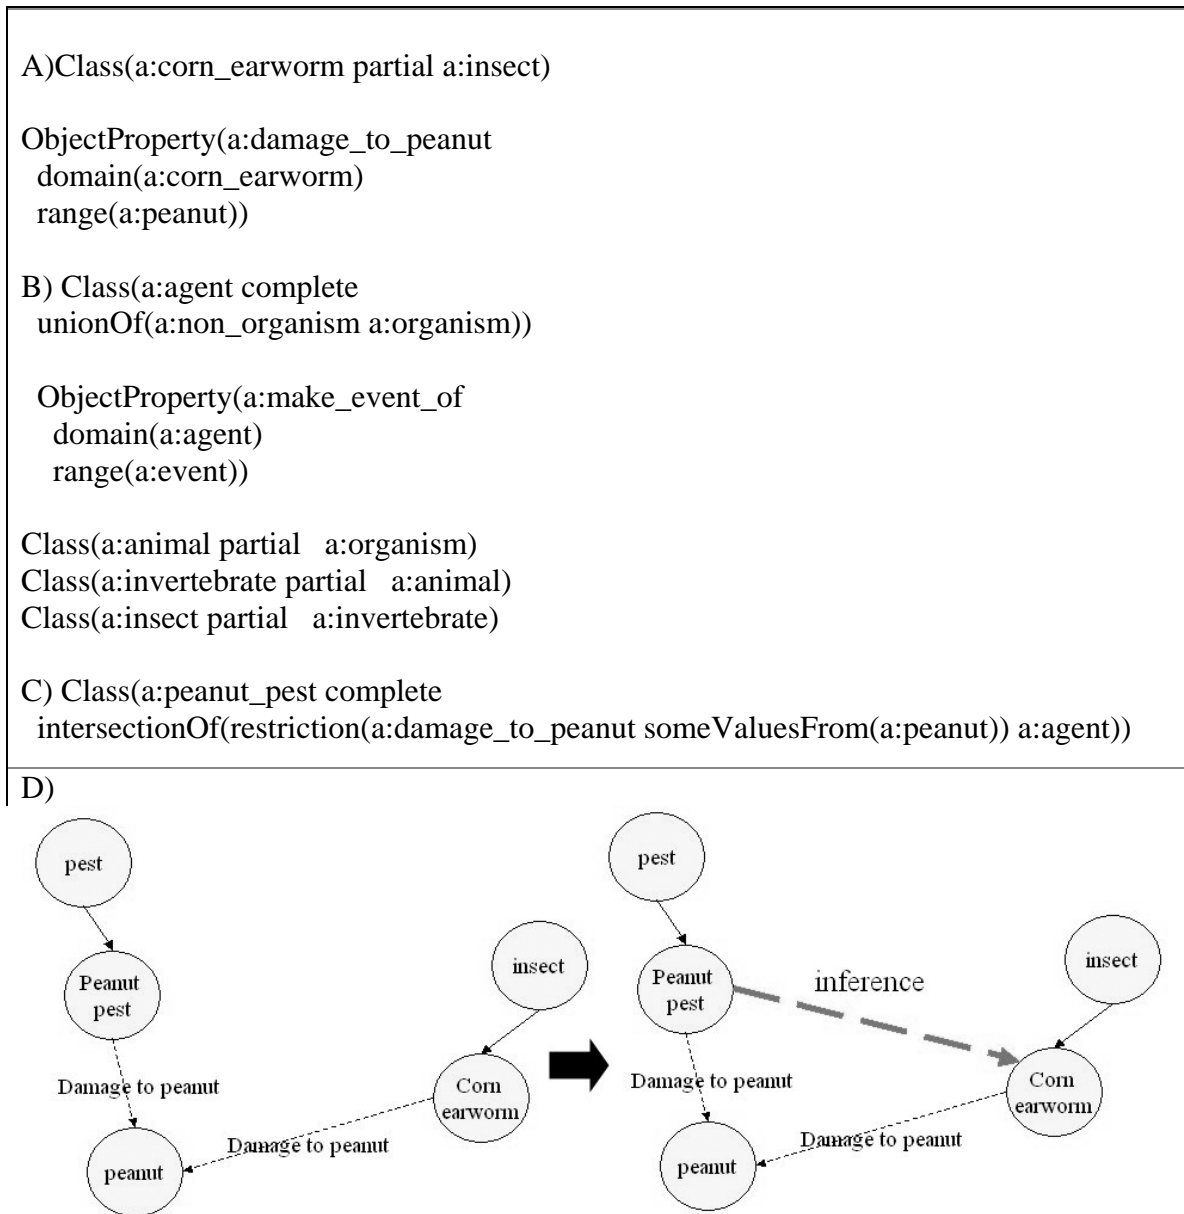 A)Class(a:corn_earworm partial a:insect)
ObjectProperty(a:damage_to_peanut
domain(a:corn_earworm)
range(a:peanut))
B) Class(a:agent complete
unionOf(a:non_organism a:organism))
ObjectProperty(a:make_event_of
domain(a:agent)
range(a:event))
Class(a:animal partial a:organism)
Class(a:invertebrate partial a:animal)
Class(a:insect partial a:invertebrate)
C) Class(a:peanut_pest complete
intersectionOf(restriction(a:damage_to_peanut someValuesFrom(a:peanut)) a:agent))
D)
pest
Peanut
pest
insect
Damage to peanut
Corn
earworm
Damage to peanut
peanut
pest
Peanut
pest
inference
insect
Damage to peanut
Corn
earworm
Damage to peanut
peanut